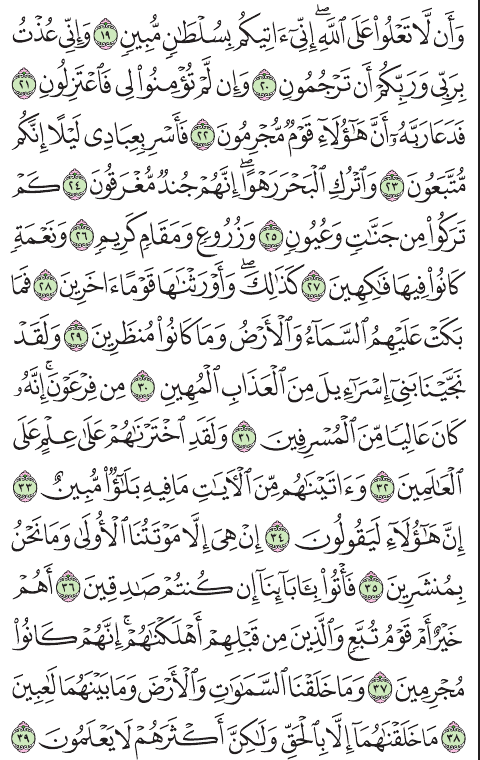 وَأَن لَّا تَعْلُوا۟ عَلَى ٱللَّهِ ۖ إِنِّىٓ ءَاتِيكُم بِسُلْطَٰنٍ مُّبِينٍ ١٩ وَإِنِّى عُذْتُ
بِرَبِّى وَرَبِّكُمْ أَن تَرْجُمُونِ ٢٠ وَإِن لَّمْ تُؤْمِنُوا۟ لِى فَٱعْتَزِلُونِ ٢١
فَدَعَا رَبَّهُۥٓ أَنَّ هَٰٓؤُلَآءِ قَوْمٌ مُّجْرِمُونَ ٢٢ فَأَسْرِ بِعِبَادِى لَيْلًا إِنَّكُم
مُّتَّبَعُونَ ٢٣ وَٱتْرُكِ ٱلْبَحْرَ رَهْوًا ۖ إِنَّهُمْ جُندٌ مُّغْرَقُونَ ٢٤ كَمْ
تَرَكُوا۟ مِن جَنَّٰتٍ وَعُيُونٍ ٢٥ وَزُرُوعٍ وَمَقَامٍ كَرِيمٍ ٢٦ وَنَعْمَةٍ
كَانُوا۟ فِيهَا فَٰكِهِينَ ٢٧ كَذَٰلِكَ ۖ وَأَوْرَثْنَٰهَا قَوْمًا ءَاخَرِينَ ٢٨ فَمَا
بَكَتْ عَلَيْهِمُ ٱلسَّمَآءُ وَٱلْأَرْضُ وَمَا كَانُوا۟ مُنظَرِينَ ٢٩ وَلَقَدْ
نَجَّيْنَا بَنِىٓ إِسْرَٰٓءِيلَ مِنَ ٱلْعَذَابِ ٱلْمُهِينِ ٣٠ مِن فِرْعَوْنَ ۚ إِنَّهُۥ
كَانَ عَالِيًا مِّنَ ٱلْمُسْرِفِينَ ٣١ وَلَقَدِ ٱخْتَرْنَٰهُمْ عَلَىٰ عِلْمٍ عَلَى
ٱلْعَٰلَمِينَ ٣٢ وَءَاتَيْنَٰهُم مِّنَ ٱلْءَايَٰتِ مَا فِيهِ بَلَٰٓؤٌا۟ مُّبِينٌ ٣٣
إِنَّ هَٰٓؤُلَآءِ لَيَقُولُونَ ٣٤ إِنْ هِىَ إِلَّا مَوْتَتُنَا ٱلْأُولَىٰ وَمَا نَحْنُ
بِمُنشَرِينَ ٣٥ فَأْتُوا۟ بِـَٔابَآئِنَآ إِن كُنتُمْ صَٰدِقِينَ ٣٦ أَهُمْ
خَيْرٌ أَمْ قَوْمُ تُبَّعٍ وَٱلَّذِينَ مِن قَبْلِهِمْ أَهْلَكْنَٰهُمْ ۖ إِنَّهُمْ كَانُوا۟
مُجْرِمِينَ ٣٧ وَمَا خَلَقْنَا ٱلسَّمَٰوَٰتِ وَٱلْأَرْضَ وَمَا بَيْنَهُمَا لَٰعِبِينَ
٣٨ مَا خَلَقْنَٰهُمَآ إِلَّا بِٱلْحَقِّ وَلَٰكِنَّ أَكْثَرَهُمْ لَا يَعْلَمُونَ ٣٩